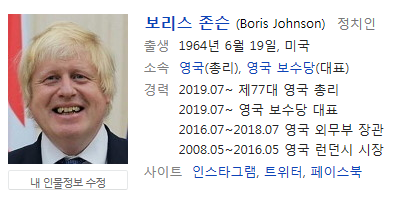 보리스 존슨 (Boris Johnson) 정치인
출생 1964년 6월 19일, 미국
소속 영국(총리), 영국 보수당(대표)
경력 2019.07~ 제77대 영국 총리
2019.07~ 영국 보수당 대표
2016.07~2018.07 영국 외무부 장관
2008.05~2016.05 영국 런던시 시장
사이트 인스타그램, 트위터, 페이스북
내 인물정보 수정